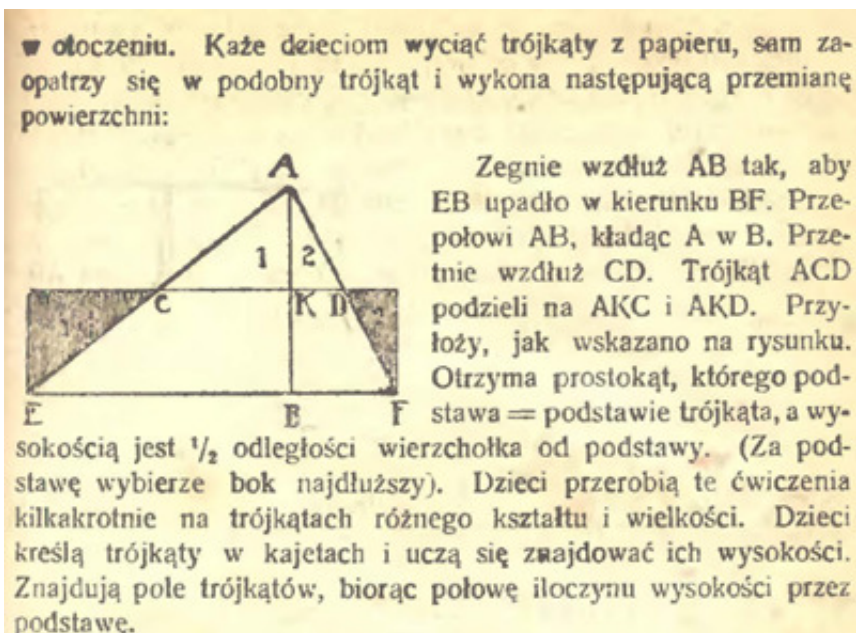 w otoczeniu. Każe dzieciom wyciąć trójkąty z papieru, sam za-
opatrzy się w podobny trójkąt i wykona następującą przemianę
powierzchni:
A
1 2
C K D
E B F
Zegnie wzdłuż AB tak, aby
EB upadło w kierunku BF. Prze-
połowi AB, kładąc A w B. Prze-
tnie wzdłuż CD. Trójkąt ACD
podzieli na AKC i AKD. Przy-
łoży, jak wskazano na rysunku.
Otrzyma prostokąt, którego pod-
stawa = podstawie trójkąta, a wy-
sokością jest ¹/₂ odległości wierzchołka od podstawy. (Za pod-
stawę wybierze bok najdłuższy). Dzieci przerobią te ćwiczenia
kilkakrotnie na trójkątach różnego kształtu i wielkości. Dzieci
kreślą trójkąty w kajetach i uczą się znajdować ich wysokości.
Znajdują pole trójkątów, biorąc połowę iloczynu wysokości przez
podstawę.